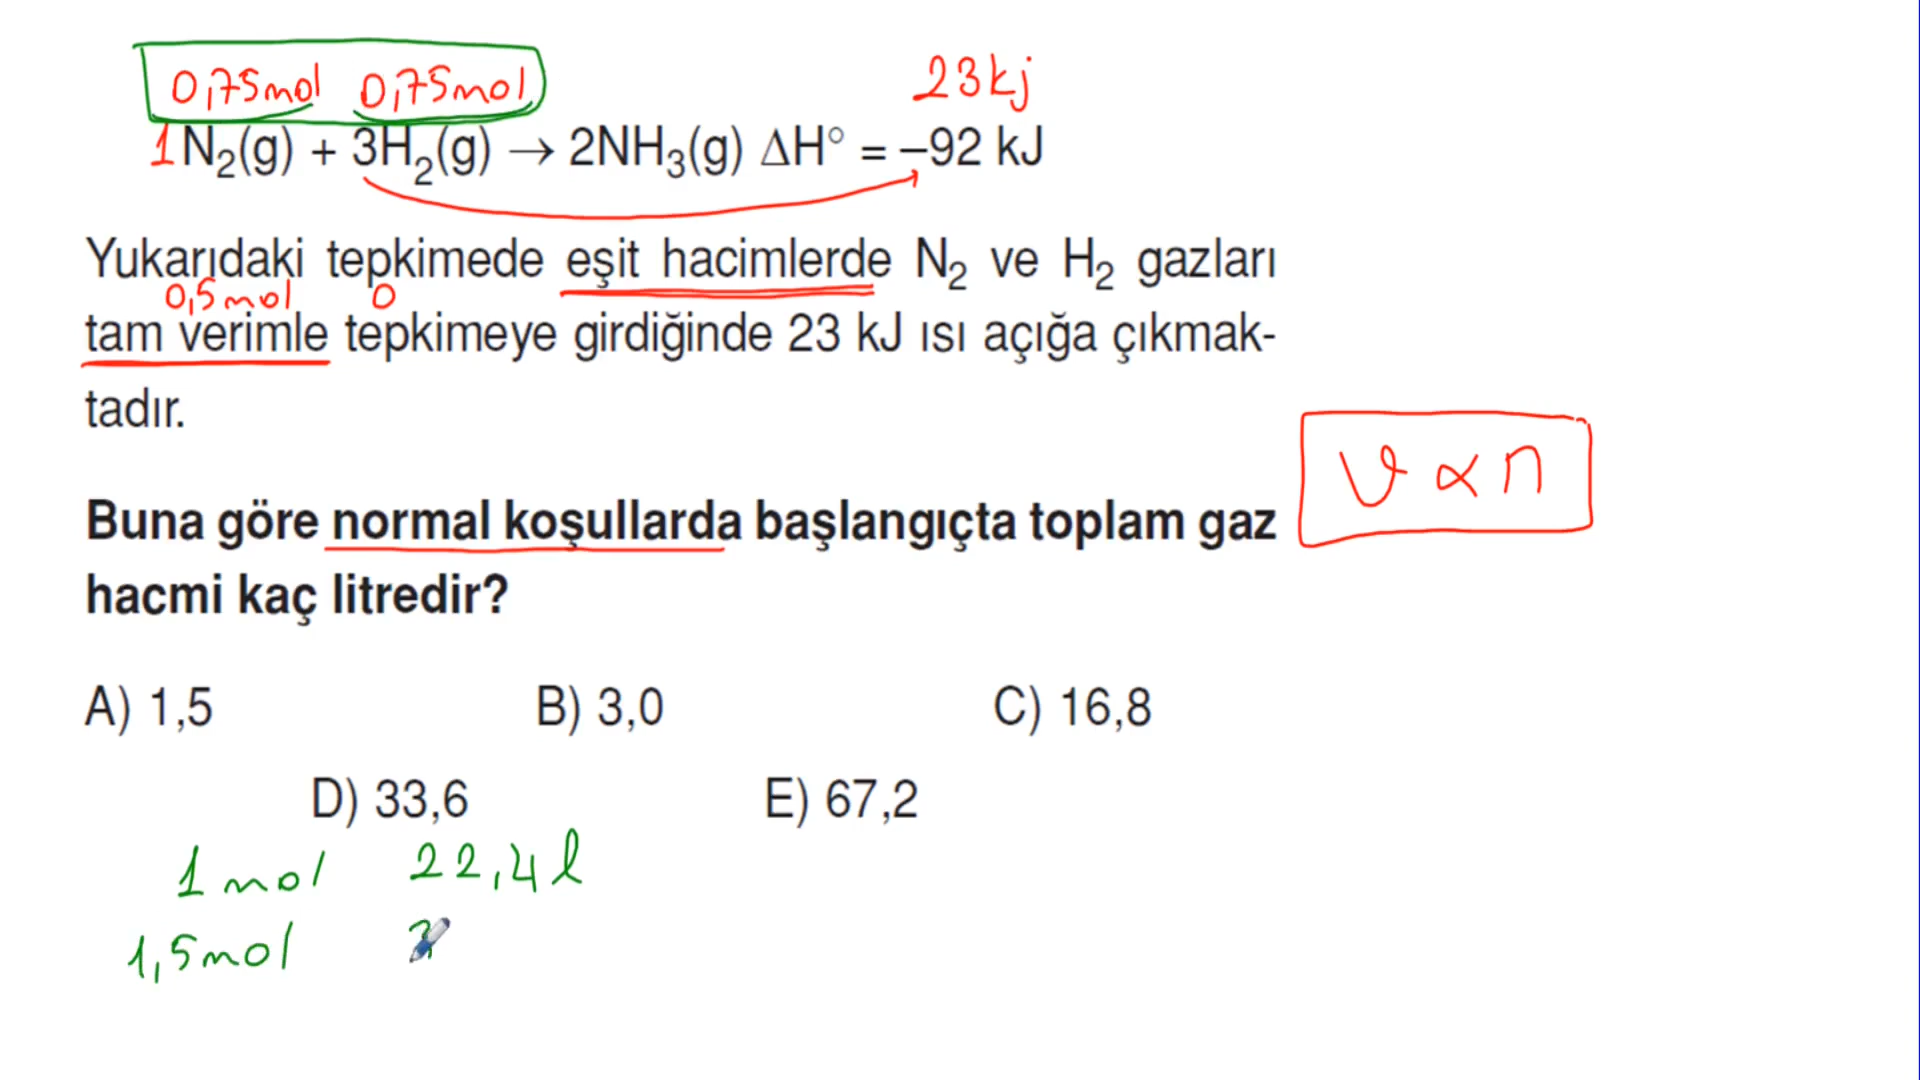 0,75mol 0,75mol 23kj
1N₂(g) + 3H₂(g) → 2NH₃(g) ΔH° = –92 kJ
Yukarıdaki tepkimede eşit hacimlerde N₂ ve H₂ gazları
0,5mol 0
tam verimle tepkimeye girdiğinde 23 kJ ısı açığa çıkmak-
tadır.
V ∝ n
Buna göre normal koşullarda başlangıçta toplam gaz
hacmi kaç litredir?
A) 1,5 B) 3,0 C) 16,8
D) 33,6 E) 67,2
1 mol 22,4 l
1,5mol